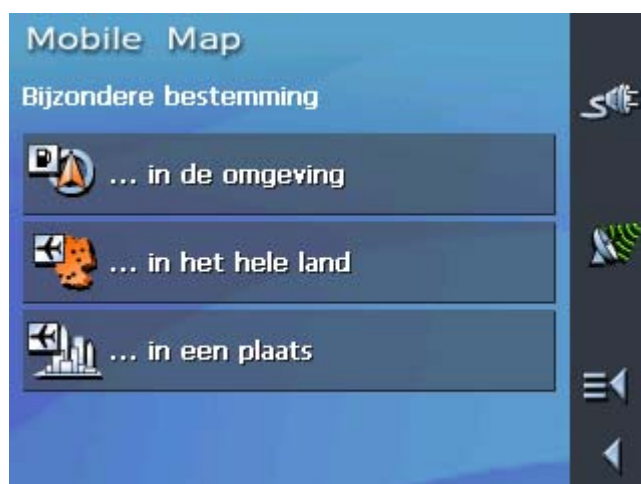 Mobile Map
Bijzondere bestemming
... in de omgeving
... in het hele land
... in een plaats